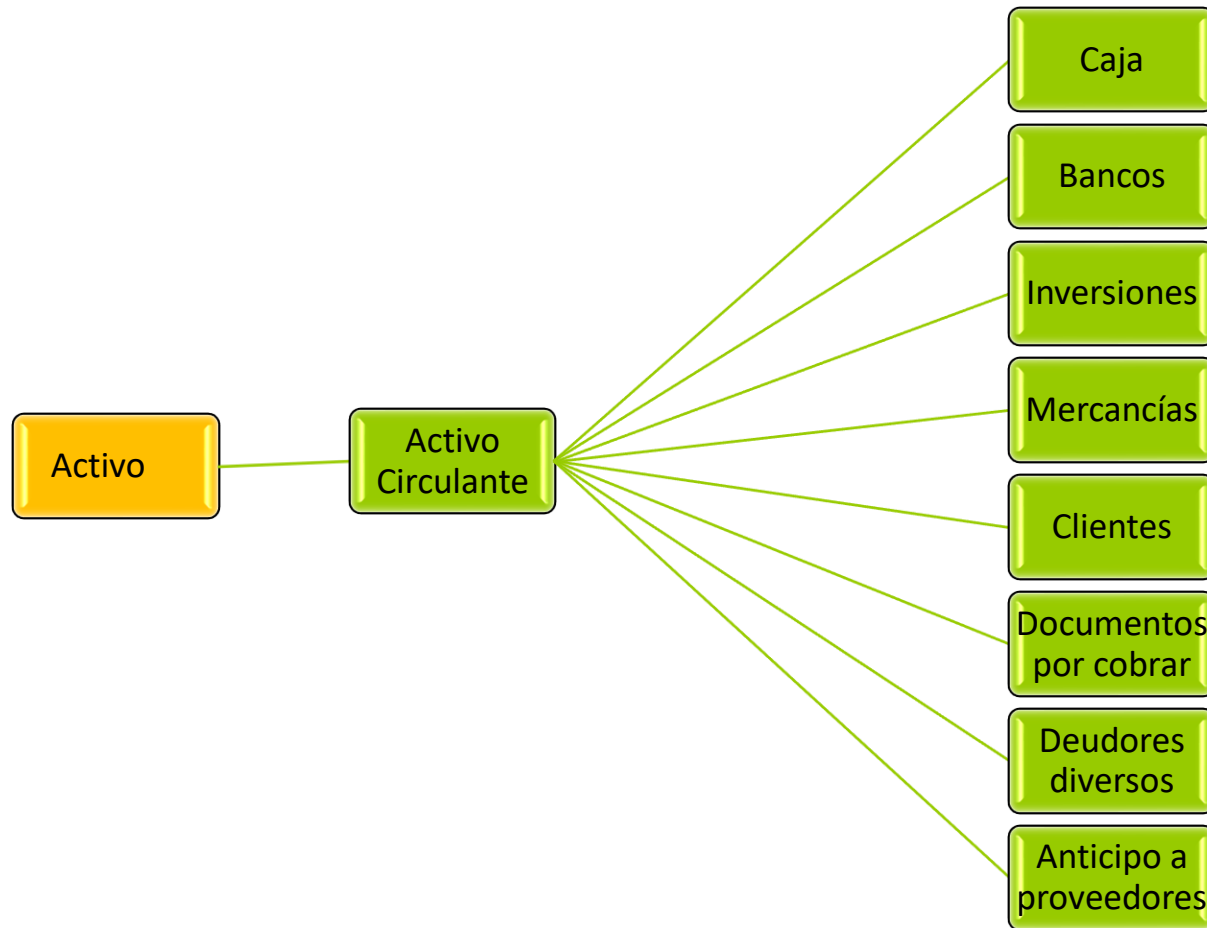 Activo
Activo
Circulante
Caja
Bancos
Inversiones
Mercancías
Clientes
Documentos
por cobrar
Deudores
diversos
Anticipo a
proveedores